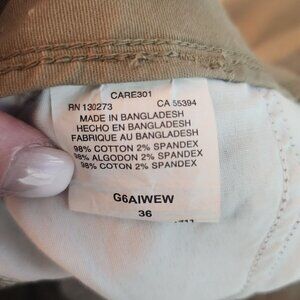 CARE301
RN 130273 CA 55394
MADE IN BANGLADESH
HECHO EN BANGLADESH
FABRIQUE AU BANGLADESH
98% COTTON 2% SPANDEX
98% ALGODON 2% SPANDEX
98% COTON 2% SPANDEX
G6AIWEW
36